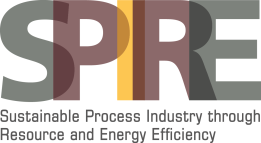 SPIRE
Sustainable Process Industry through
Resource and Energy Efficiency